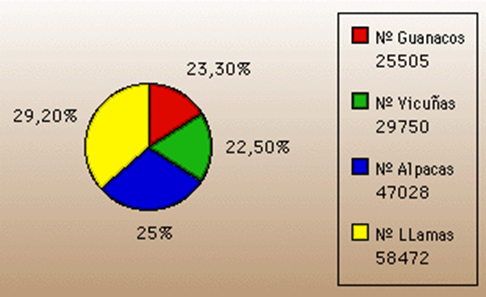 23,30%
29,20%
22,50%
25%
Nº Guanacos
25505
Nº Vicuñas
29750
Nº Alpacas
47028
Nº LLamas
58472